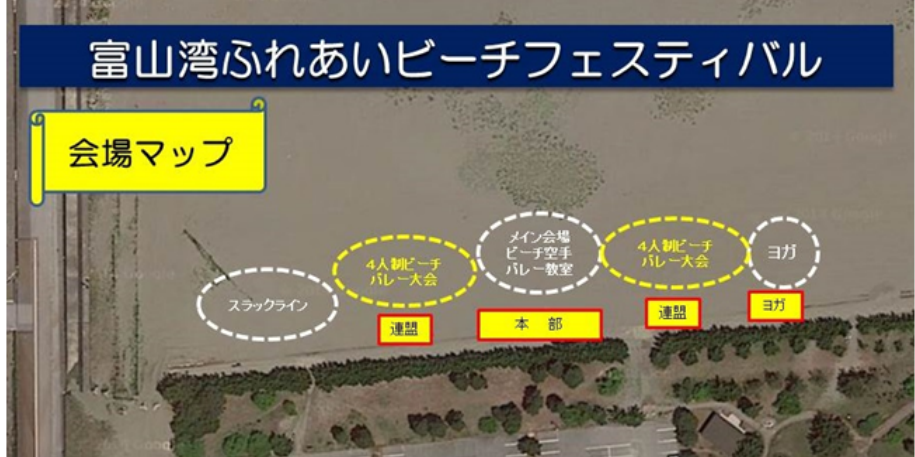 富山湾ふれあいビーチフェスティバル
会場マップ
スラックライン
4人制ビーチ
バレー大会
メイン会場
ビーチ空手
バレー教室
4人制ビーチ
バレー大会
ヨガ
連盟
本 部
連盟
ヨガ